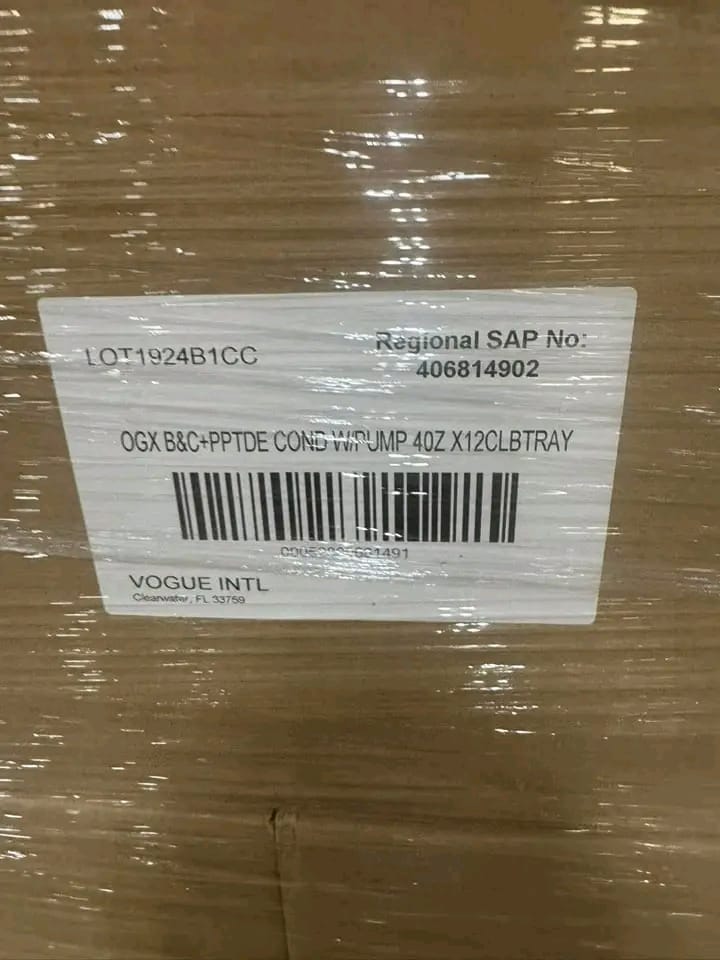 LOT1924B1CC
Regional SAP No:
406814902
OGX B&C+PPTDE COND W/PUMP 40Z X12CLBTRAY
VOGUE INTL
Clearwater, FL 33759